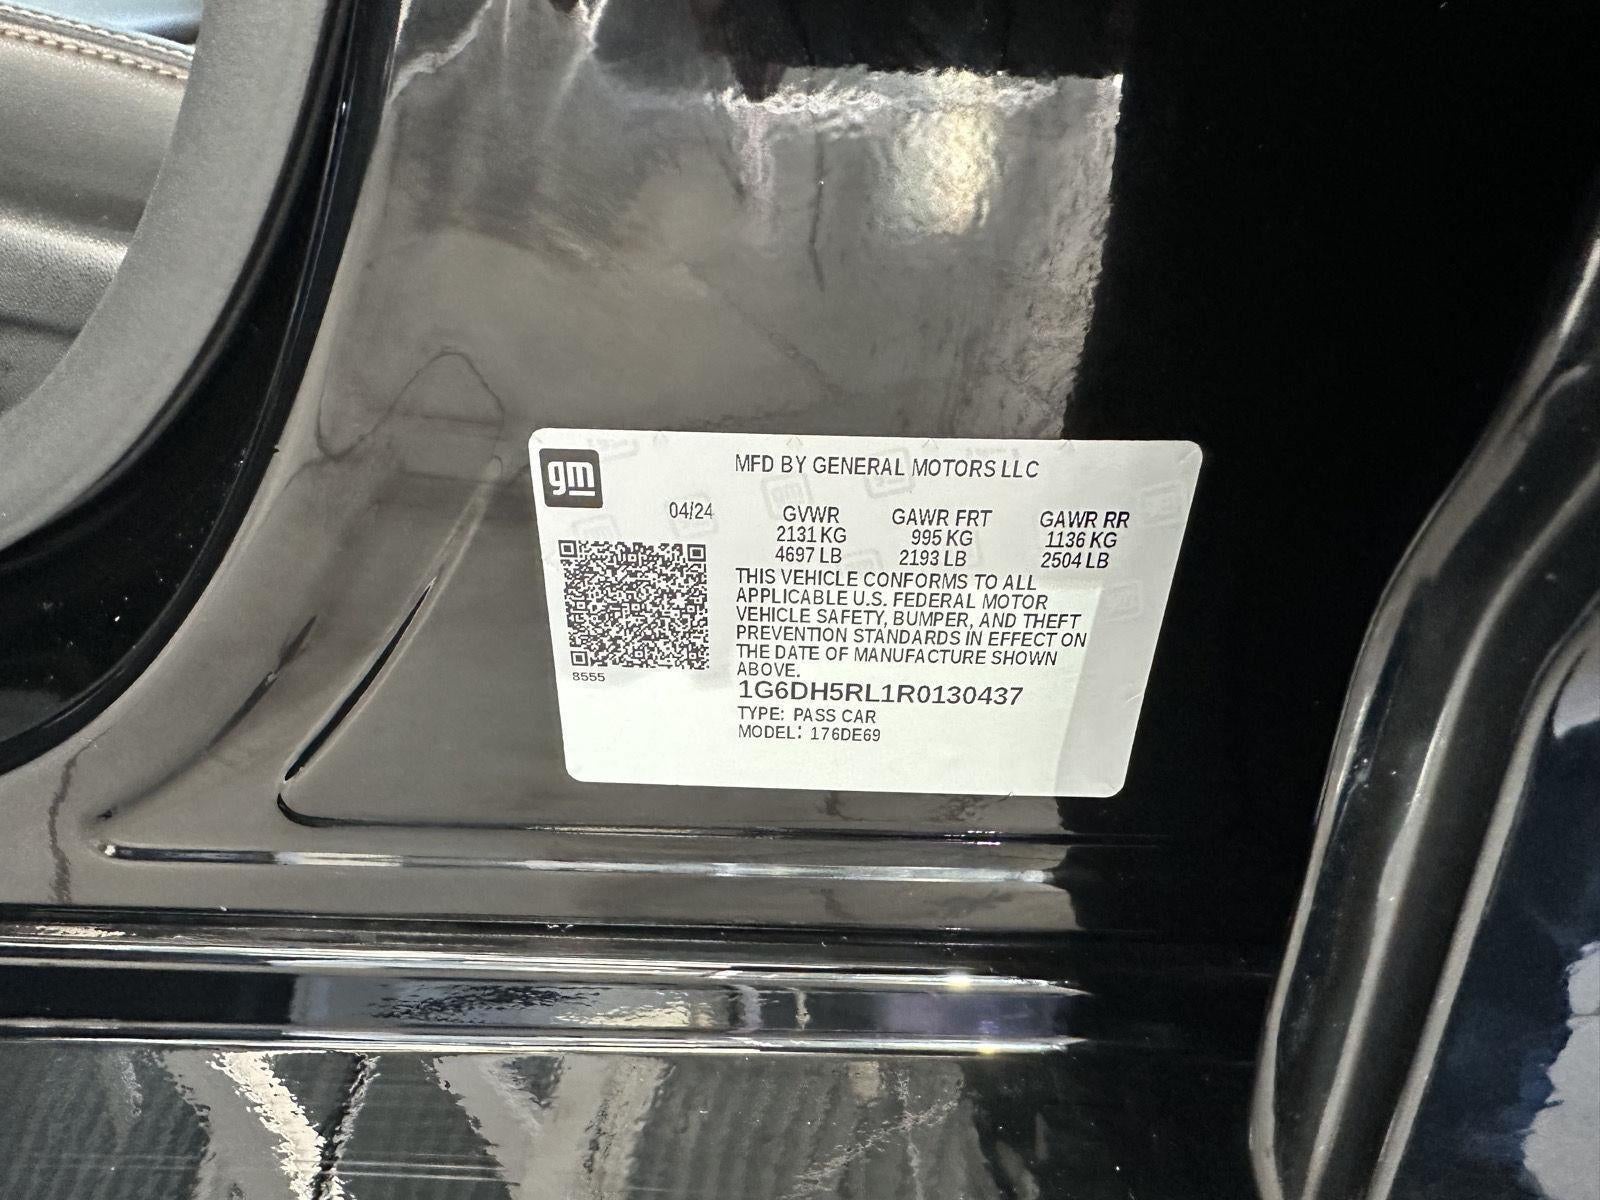 gm
MFD BY GENERAL MOTORS LLC
04/24
GVWR GAWR FRT GAWR RR
2131 KG 995 KG 1136 KG
4697 LB 2193 LB 2504 LB
THIS VEHICLE CONFORMS TO ALL
APPLICABLE U.S. FEDERAL MOTOR
VEHICLE SAFETY, BUMPER, AND THEFT
PREVENTION STANDARDS IN EFFECT ON
THE DATE OF MANUFACTURE SHOWN
ABOVE.
8555
1G6DH5RL1R0130437
TYPE: PASS CAR
MODEL: 176DE69